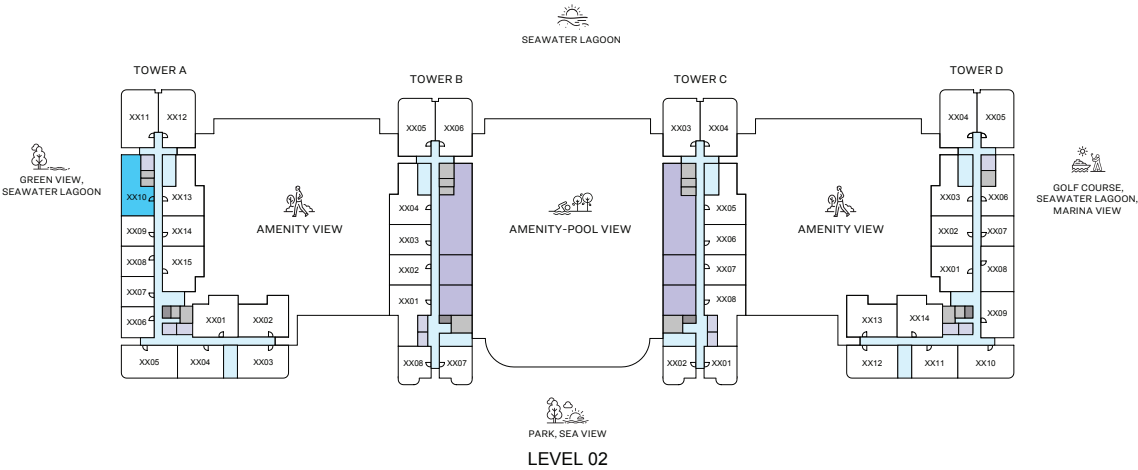 SEAWATER LAGOON
TOWER A
TOWER B
TOWER C
TOWER D
XX11
XX12
XX05
XX06
XX03
XX04
XX04
XX05
GREEN VIEW,
SEAWATER LAGOON
GOLF COURSE,
SEAWATER LAGOON,
MARINA VIEW
XX10
XX13
XX04
XX05
XX03
XX06
AMENITY VIEW
AMENITY-POOL VIEW
AMENITY VIEW
XX09
XX14
XX03
XX06
XX02
XX07
XX08
XX15
XX02
XX07
XX01
XX08
XX07
XX01
XX08
XX06
XX01
XX02
XX13
XX14
XX09
XX05
XX04
XX03
XX08
XX07
XX02
XX01
XX12
XX11
XX10
PARK, SEA VIEW
LEVEL 02